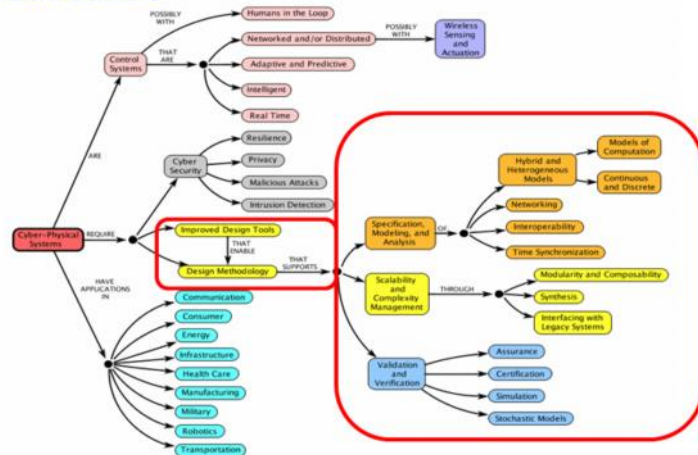 POSSIBLY
WITH
Humans in the Loop
Control
Systems
THAT
ARE
Networked and/or Distributed
POSSIBLY
WITH
Wireless
Sensing
and
Actuation
Adaptive and Predictive
Intelligent
Real Time
ARE
Cyber-Physical
Systems
REQUIRE
Cyber
Security
Resilience
Privacy
Malicious Attacks
Intrusion Detection
Improved Design Tools
THAT
ENABLE
Design Methodology
THAT
SUPPORTS
Specification,
Modeling, and
Analysis
OF
Hybrid and
Heterogeneous
Models
Models of
Computation
Continuous
and Discrete
Networking
Interoperability
Time Synchronization
Scalability
and
Complexity
Management
THROUGH
Modularity and Composability
Synthesis
Interfacing with
Legacy Systems
Validation
and
Verification
Assurance
Certification
Simulation
Stochastic Models
HAVE
APPLICATIONS
IN
Communication
Consumer
Energy
Infrastructure
Health Care
Manufacturing
Military
Robotics
Transportation